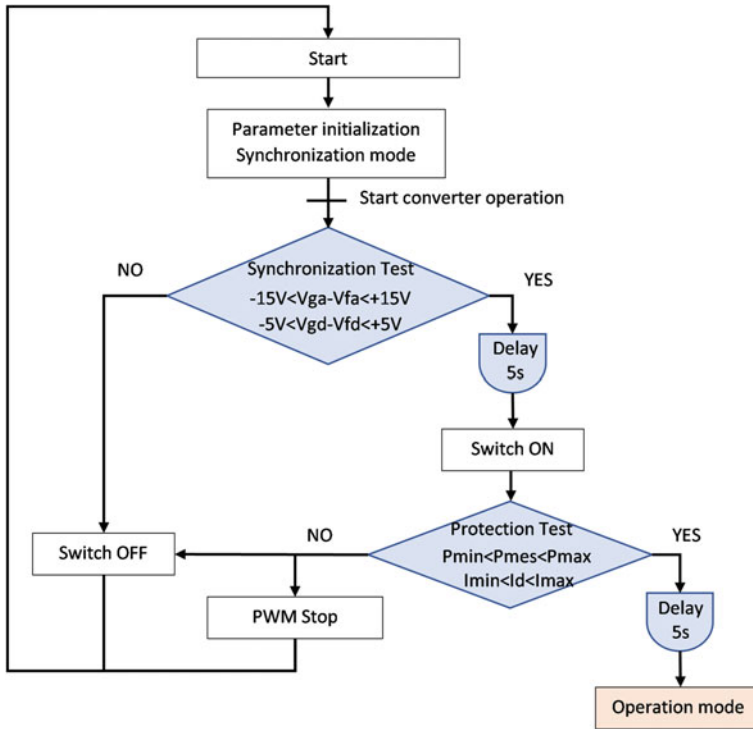 Start
Parameter initialization
Synchronization mode
Start converter operation
NO
Synchronization Test
-15V<Vga-Vfa<+15V
-5V<Vgd-Vfd<+5V
YES
Delay
5s
Switch ON
Protection Test
Pmin<Pmes<Pmax
Imin<Id<Imax
NO
YES
Switch OFF
PWM Stop
Delay
5s
Operation mode